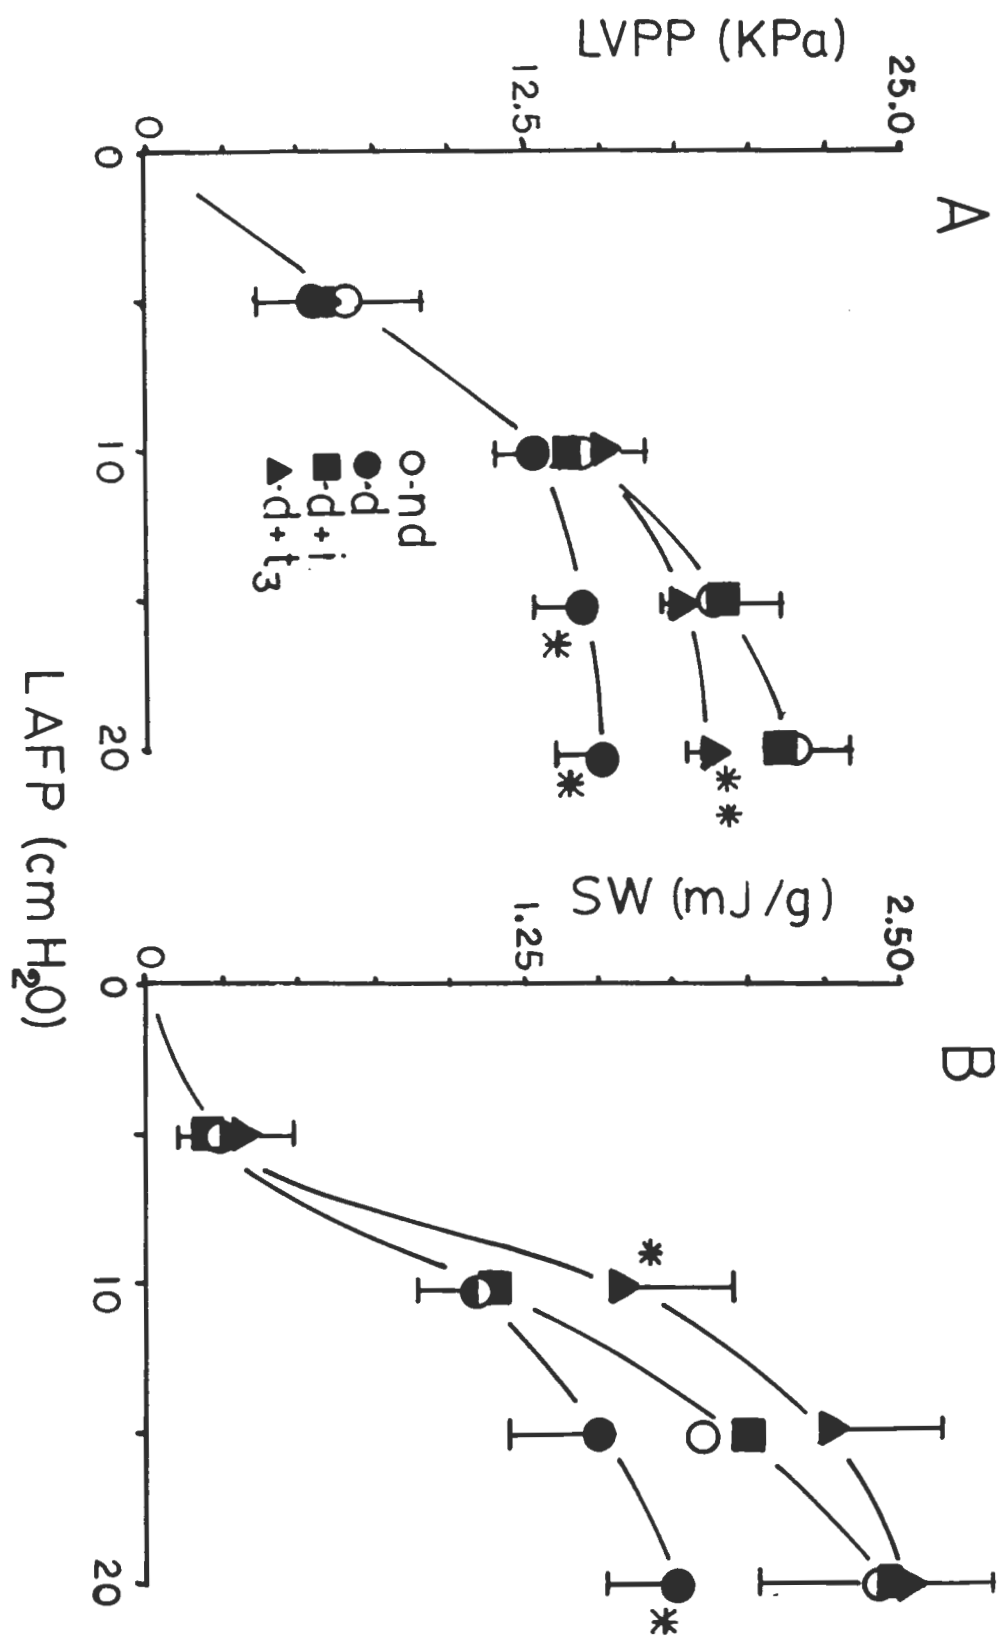 A
LVPP (KPa)
25.0
12.5
0
0
10
20
o-nd
●-d
■-d+i
▲-d+t3
*
*
**
B
SW (mJ/g)
2.50
1.25
0
0
10
20
*
*
LAFP (cm H2O)